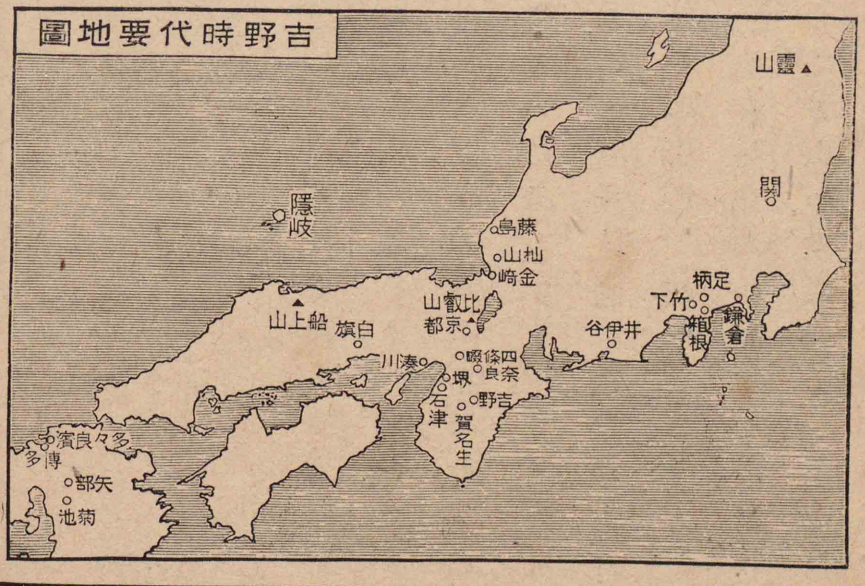 吉野時代要地圖
靈山
関
隱岐
藤島
杣山
金﨑
足柄
竹下
箱根
鎌倉
比叡山
京都
船上山
白旗
井伊谷
湊川
四條畷
奈良
堺
石津
吉野
賀名生
多々良濱
博多
矢部
菊池